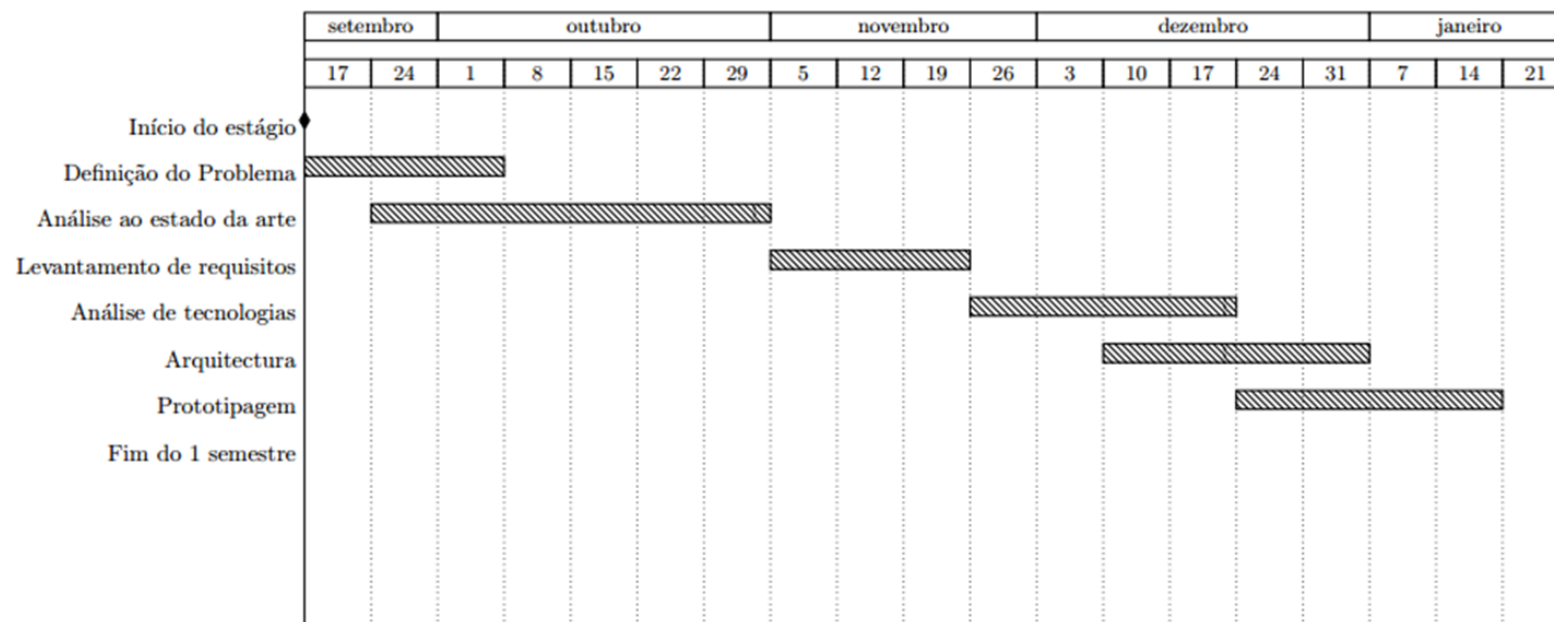 setembro outubro novembro dezembro janeiro
17 24 1 8 15 22 29 5 12 19 26 3 10 17 24 31 7 14 21
Início do estágio
Definição do Problema
Análise ao estado da arte
Levantamento de requisitos
Análise de tecnologias
Arquitectura
Prototipagem
Fim do 1 semestre